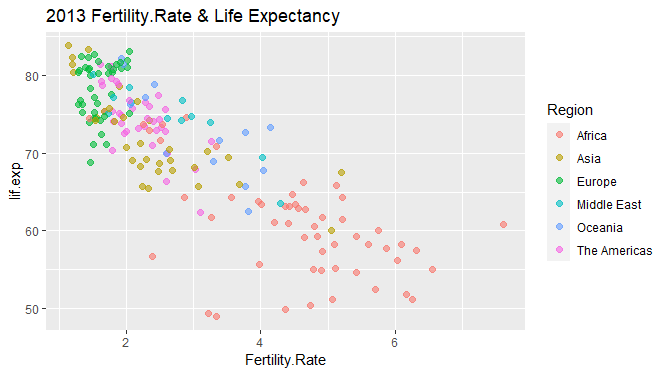 2013 Fertility.Rate & Life Expectancy
80
70
60
50
lif.exp
2 4 6
Fertility.Rate
Region
Africa
Asia
Europe
Middle East
Oceania
The Americas